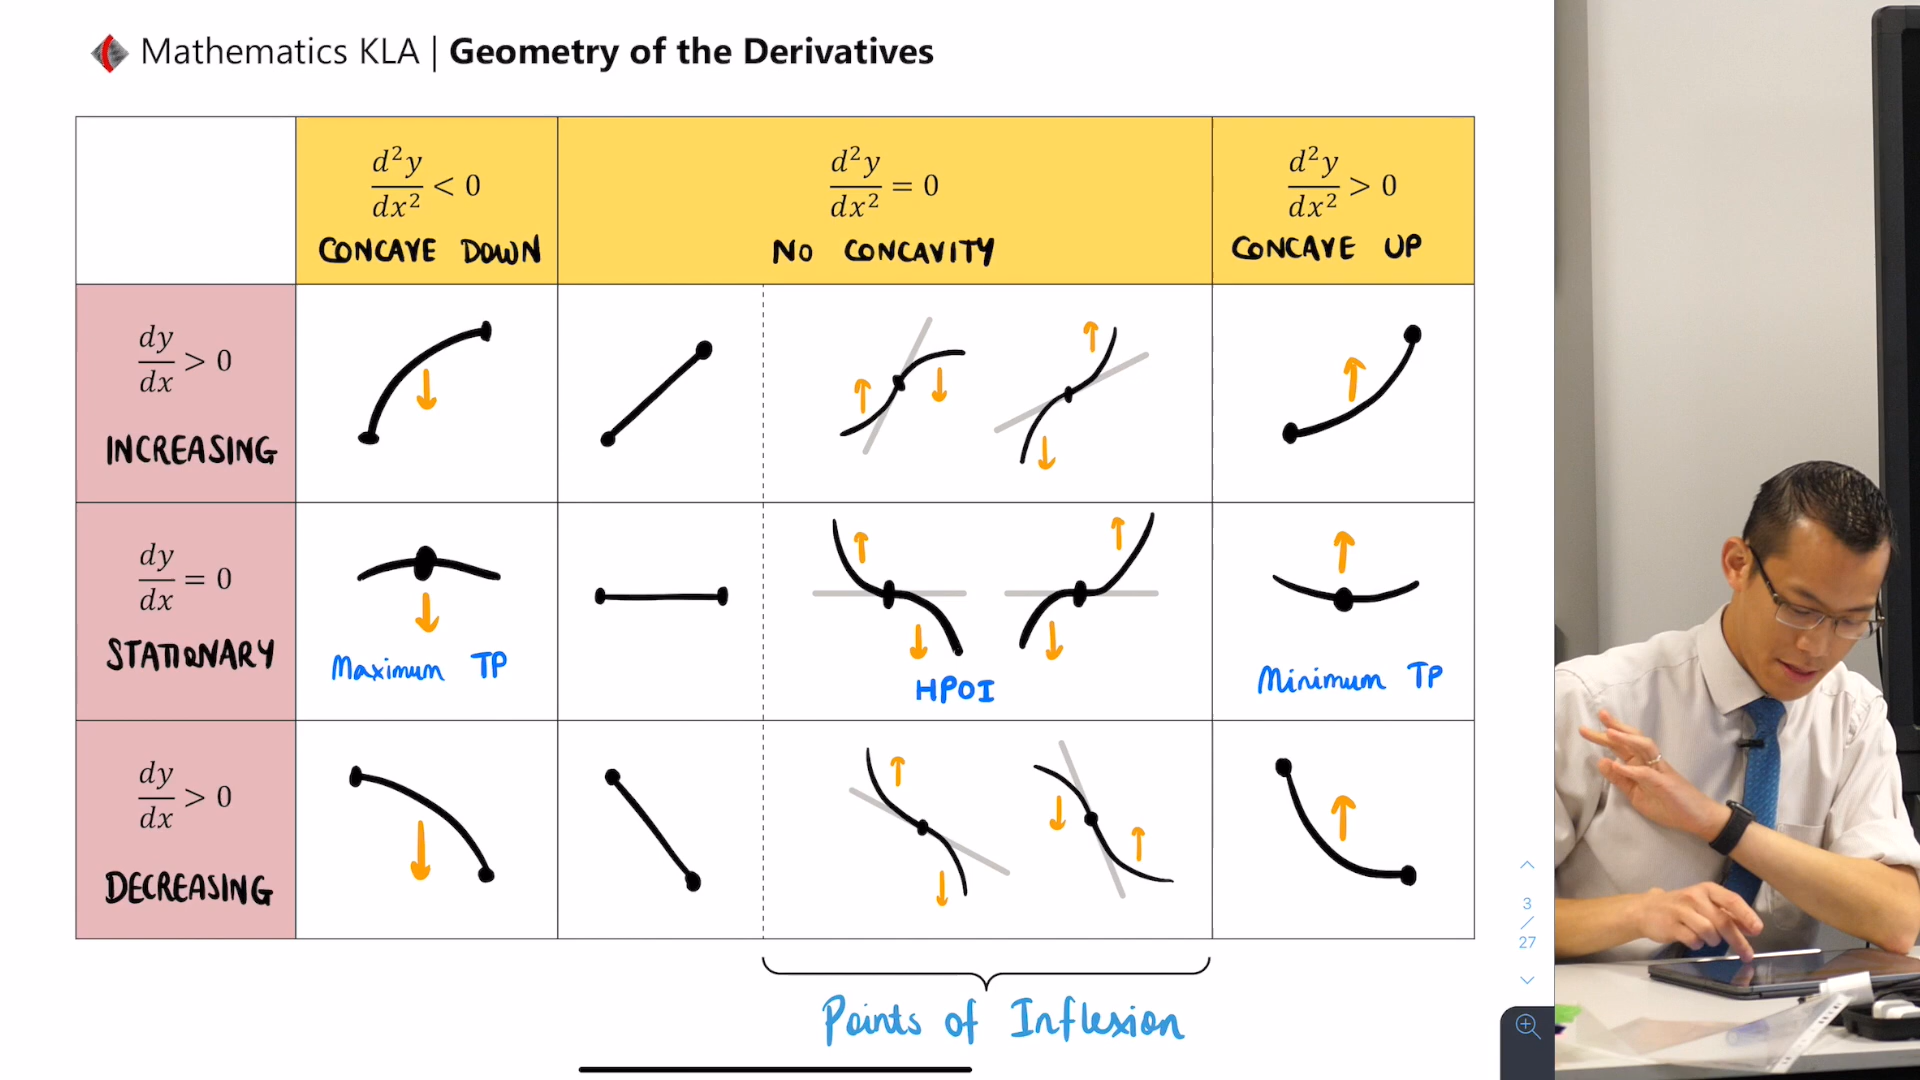 Mathematics KLA | Geometry of the Derivatives
d²y/dx² < 0
CONCAVE DOWN
d²y/dx² = 0
NO CONCAVITY
d²y/dx² > 0
CONCAVE UP
dy/dx > 0
INCREASING
dy/dx = 0
STATIONARY
Maximum TP
HPOI
Minimum TP
dy/dx > 0
DECREASING
3
/
27
Points of Inflexion